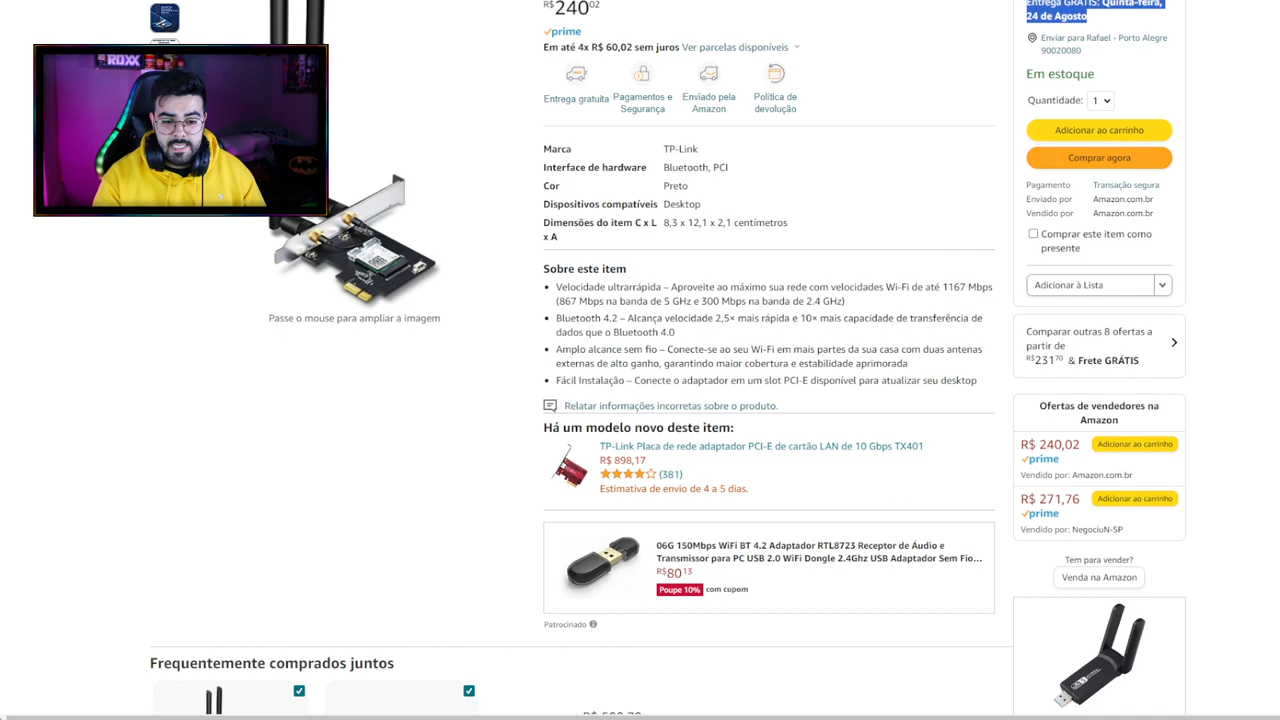 ROXX
R$ 240 02
prime
Em até 4x R$ 60,02 sem juros Ver parcelas disponíveis
Entrega gratuita
Pagamentos e Segurança
Enviado pela Amazon
Política de devolução
Marca TP-Link
Interface de hardware Bluetooth, PCI
Cor Preto
Dispositivos compatíveis Desktop
Dimensões do item C x L x A 8,3 x 12,1 x 2,1 centímetros
Passe o mouse para ampliar a imagem
Sobre este item
Velocidade ultrarrápida – Aproveite ao máximo sua rede com velocidades Wi-Fi de até 1167 Mbps
(867 Mbps na banda de 5 GHz e 300 Mbps na banda de 2.4 GHz)
Bluetooth 4.2 – Alcança velocidade 2,5× mais rápida e 10× mais capacidade de transferência de
dados que o Bluetooth 4.0
Amplo alcance sem fio – Conecte-se ao seu Wi-Fi em mais partes da sua casa com duas antenas
externas de alto ganho, garantindo maior cobertura e estabilidade aprimorada
Fácil Instalação – Conecte o adaptador em um slot PCI-E disponível para atualizar seu desktop
Relatar informações incorretas sobre o produto.
Há um modelo novo deste item:
TP-Link Placa de rede adaptador PCI-E de cartão LAN de 10 Gbps TX401
R$ 898,17
(381)
Estimativa de envio de 4 a 5 dias.
06G 150Mbps WiFi BT 4.2 Adaptador RTL8723 Receptor de Áudio e
Transmissor para PC USB 2.0 WiFi Dongle 2.4Ghz USB Adaptador Sem Fio...
R$80 13
Poupe 10% com cupom
Patrocinado
Frequentemente comprados juntos
Entrega GRÁTIS: Quinta-feira,
24 de Agosto
Enviar para Rafael - Porto Alegre
90020080
Em estoque
Quantidade: 1
Adicionar ao carrinho
Comprar agora
Pagamento Transação segura
Enviado por Amazon.com.br
Vendido por Amazon.com.br
Comprar este item como
presente
Adicionar à Lista
Comparar outras 8 ofertas a
partir de
R$231 70 & Frete GRÁTIS
Ofertas de vendedores na
Amazon
R$ 240,02 Adicionar ao carrinho
prime
Vendido por: Amazon.com.br
R$ 271,76 Adicionar ao carrinho
prime
Vendido por: NegociuN-SP
Tem para vender?
Venda na Amazon